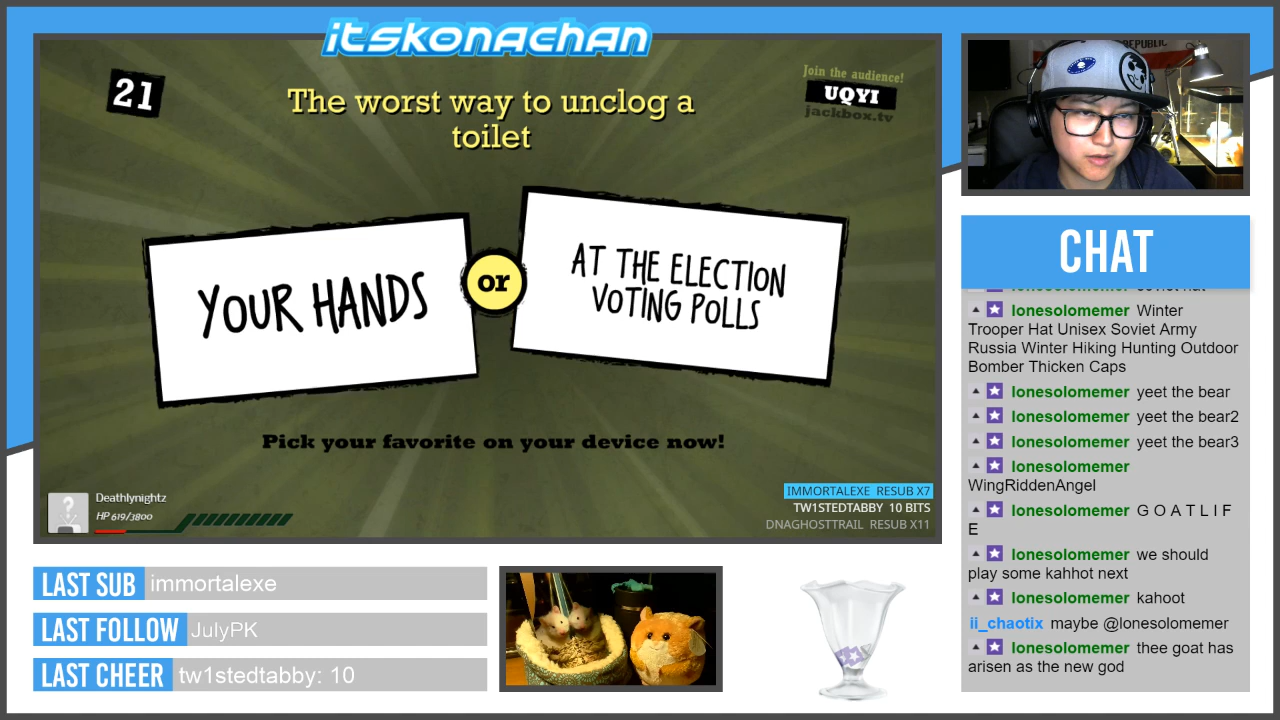 itskonachan
21
The worst way to unclog a
toilet
Join the audience!
UQYI
jackbox.tv
YOUR HANDS
or
AT THE ELECTION
VOTING POLLS
Pick your favorite on your device now!
Deathlynightz
HP 619/3800
IMMORTALEXE RESUB X7
TW1STEDTABBY 10 BITS
DNAGHOSTTRAIL RESUB X11
LAST SUB immortalexe
LAST FOLLOW JulyPK
LAST CHEER tw1stedtabby: 10
REPUBLIC
CHAT
lonesolomemer Winter
Trooper Hat Unisex Soviet Army
Russia Winter Hiking Hunting Outdoor
Bomber Thicken Caps
lonesolomemer yeet the bear
lonesolomemer yeet the bear2
lonesolomemer yeet the bear3
lonesolomemer
WingRiddenAngel
lonesolomemer G O A T L I F
E
lonesolomemer we should
play some kahhot next
lonesolomemer kahoot
ii_chaotix maybe @lonesolomemer
lonesolomemer thee goat has
arisen as the new god